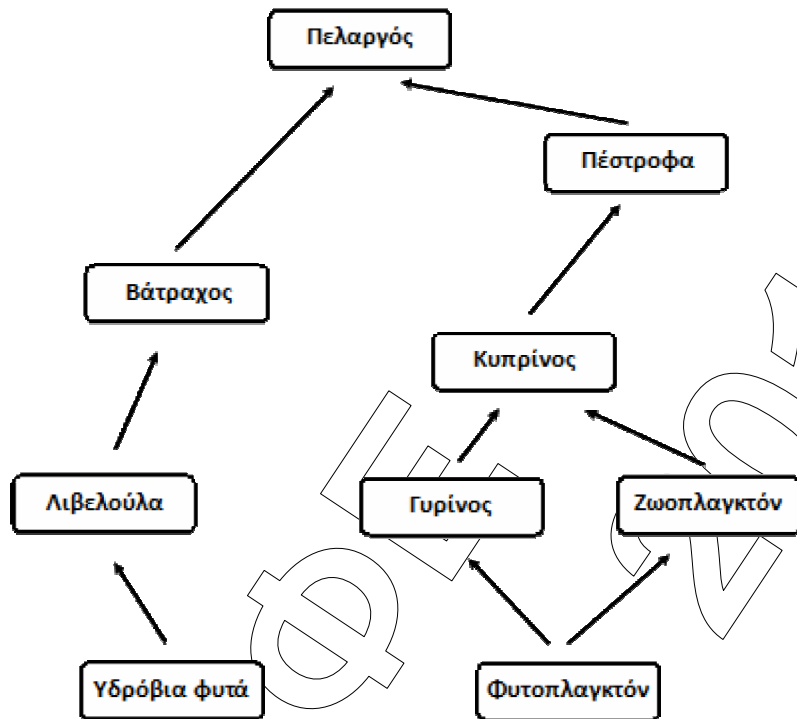 Πελαργός
Πέστροφα
Βάτραχος
Κυπρίνος
Λιβελούλα
Γυρίνος
Ζωοπλαγκτόν
Υδρόβια φυτά
Φυτοπλαγκτόν